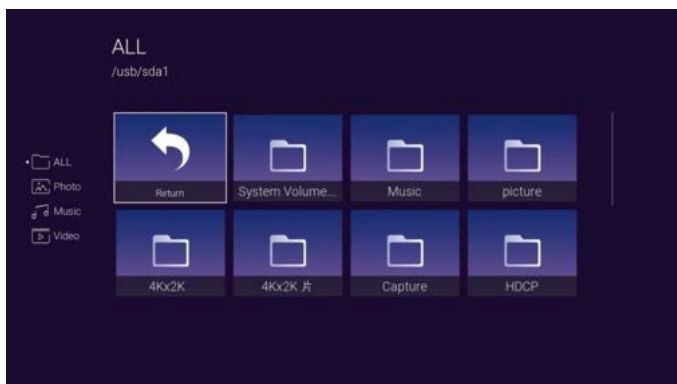 ALL
/usb/sda1
ALL
Photo
Music
Video
Return
System Volume...
Music
picture
4Kx2K
4Kx2K 片
Capture
HDCP